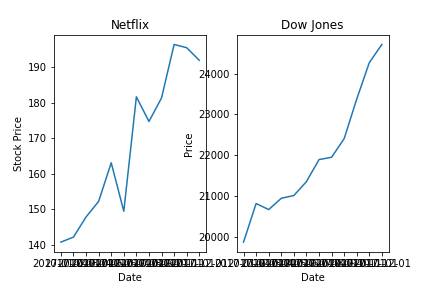 Netflix
Dow Jones
Stock Price
190
180
170
160
150
140
Date
Price
24000
23000
22000
21000
20000
Date